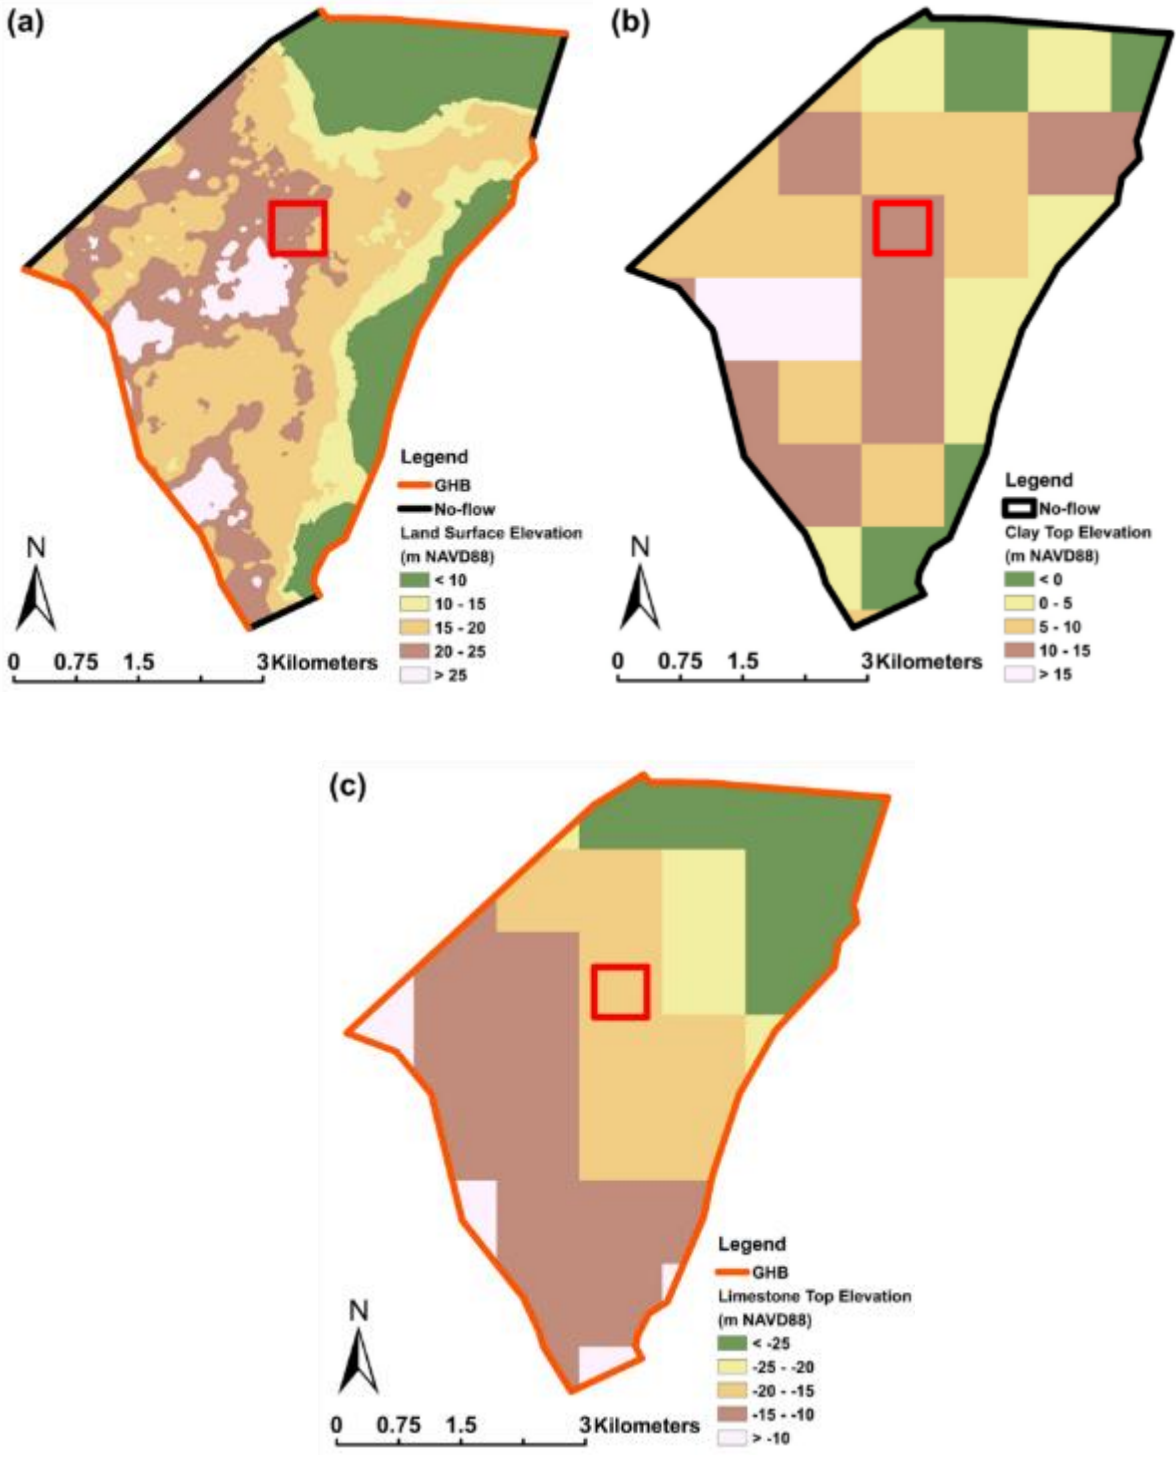 (a)
Legend
GHB
No-flow
Land Surface Elevation
(m NAVD88)
< 10
10 - 15
15 - 20
20 - 25
> 25
N
0 0.75 1.5 3 Kilometers
(b)
Legend
No-flow
Clay Top Elevation
(m NAVD88)
< 0
0 - 5
5 - 10
10 - 15
> 15
N
0 0.75 1.5 3 Kilometers
(c)
Legend
GHB
Limestone Top Elevation
(m NAVD88)
< -25
-25 - -20
-20 - -15
-15 - -10
> -10
N
0 0.75 1.5 3 Kilometers